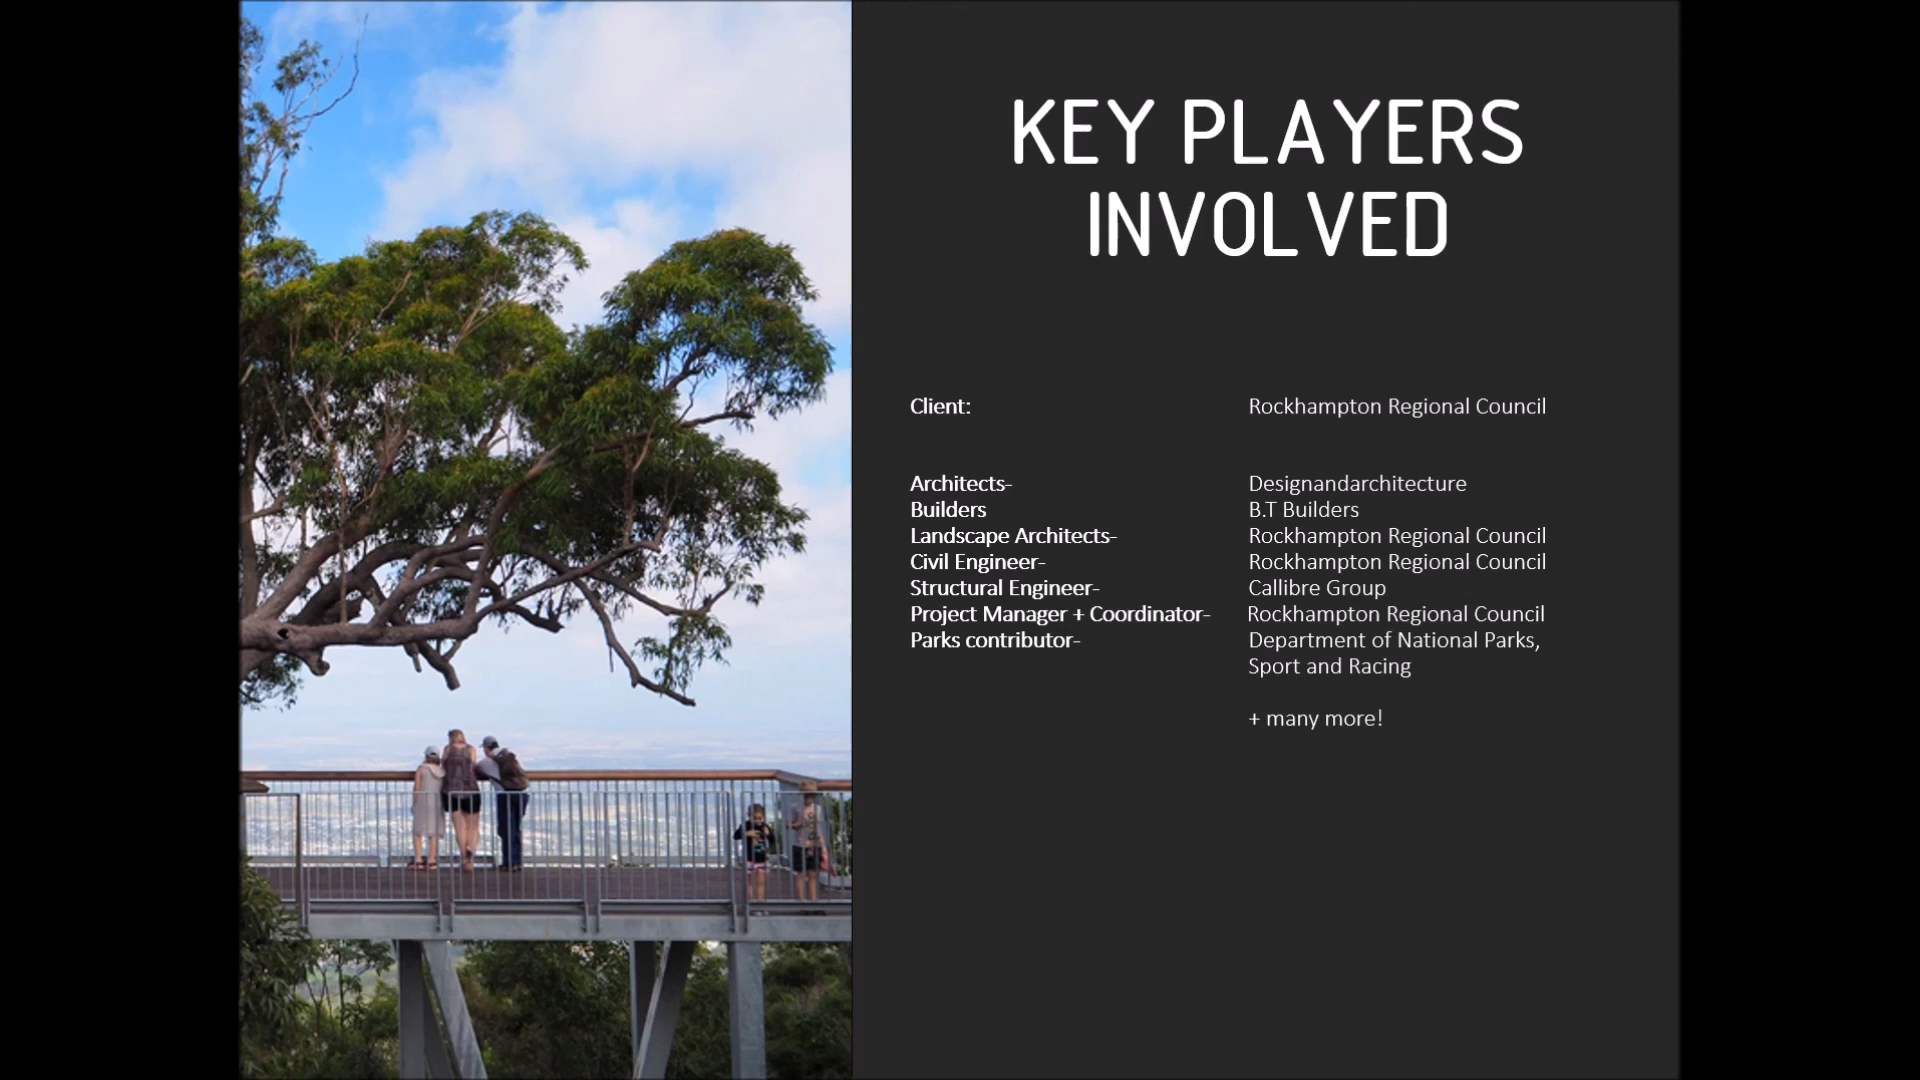 KEY PLAYERS
INVOLVED
Client: Rockhampton Regional Council
Architects- Designandarchitecture
Builders B.T Builders
Landscape Architects- Rockhampton Regional Council
Civil Engineer- Rockhampton Regional Council
Structural Engineer- Callibre Group
Project Manager + Coordinator- Rockhampton Regional Council
Parks contributor- Department of National Parks,
Sport and Racing
+ many more!